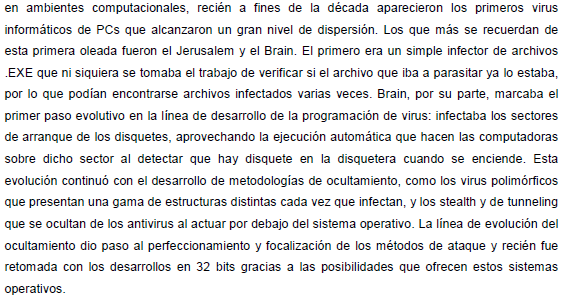 en ambientes computacionales, recién a fines de la década aparecieron los primeros virus
informáticos de PCs que alcanzaron un gran nivel de dispersión. Los que más se recuerdan de
esta primera oleada fueron el Jerusalem y el Brain. El primero era un simple infector de archivos
.EXE que ni siquiera se tomaba el trabajo de verificar si el archivo que iba a parasitar ya lo estaba,
por lo que podían encontrarse archivos infectados varias veces. Brain, por su parte, marcaba el
primer paso evolutivo en la línea de desarrollo de la programación de virus: infectaba los sectores
de arranque de los disquetes, aprovechando la ejecución automática que hacen las computadoras
sobre dicho sector al detectar que hay disquete en la disquetera cuando se enciende. Esta
evolución continuó con el desarrollo de metodologías de ocultamiento, como los virus polimórficos
que presentan una gama de estructuras distintas cada vez que infectan, y los stealth y de tunneling
que se ocultan de los antivirus al actuar por debajo del sistema operativo. La línea de evolución del
ocultamiento dio paso al perfeccionamiento y focalización de los métodos de ataque y recién fue
retomada con los desarrollos en 32 bits gracias a las posibilidades que ofrecen estos sistemas
operativos.